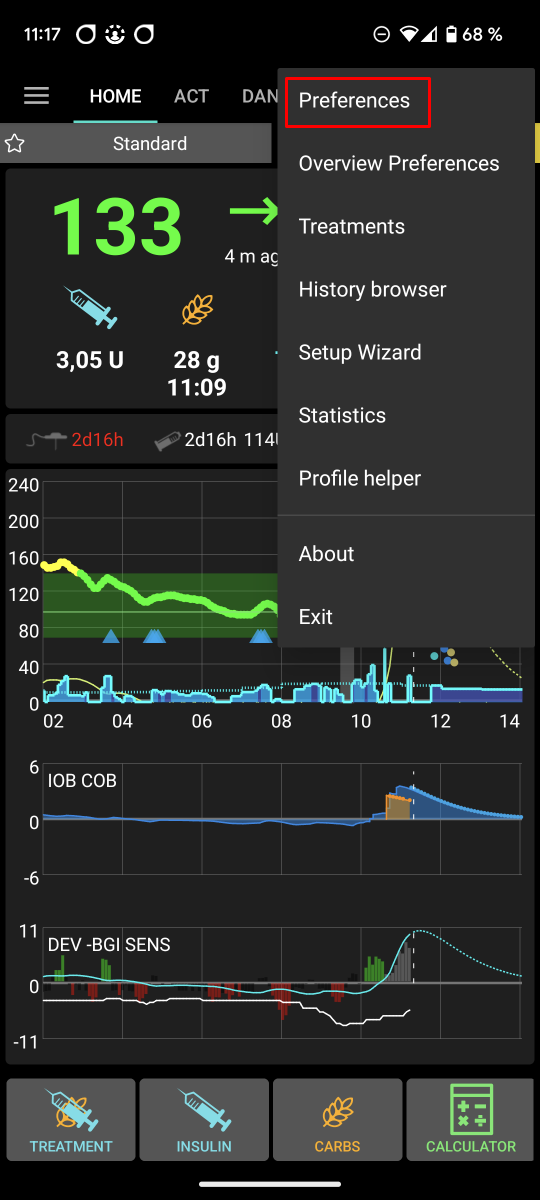 11:17
68 %
HOME
ACT
DAN
Preferences
Standard
Overview Preferences
133
Treatments
4 m ag
History browser
3,05 U
28 g
11:09
Setup Wizard
Statistics
2d16h
2d16h 114U
Profile helper
About
Exit
240
200
160
120
80
40
0
02 04 06 08 10 12 14
6
IOB COB
0
-6
11
DEV -BGI SENS
0
-11
TREATMENT
INSULIN
CARBS
CALCULATOR